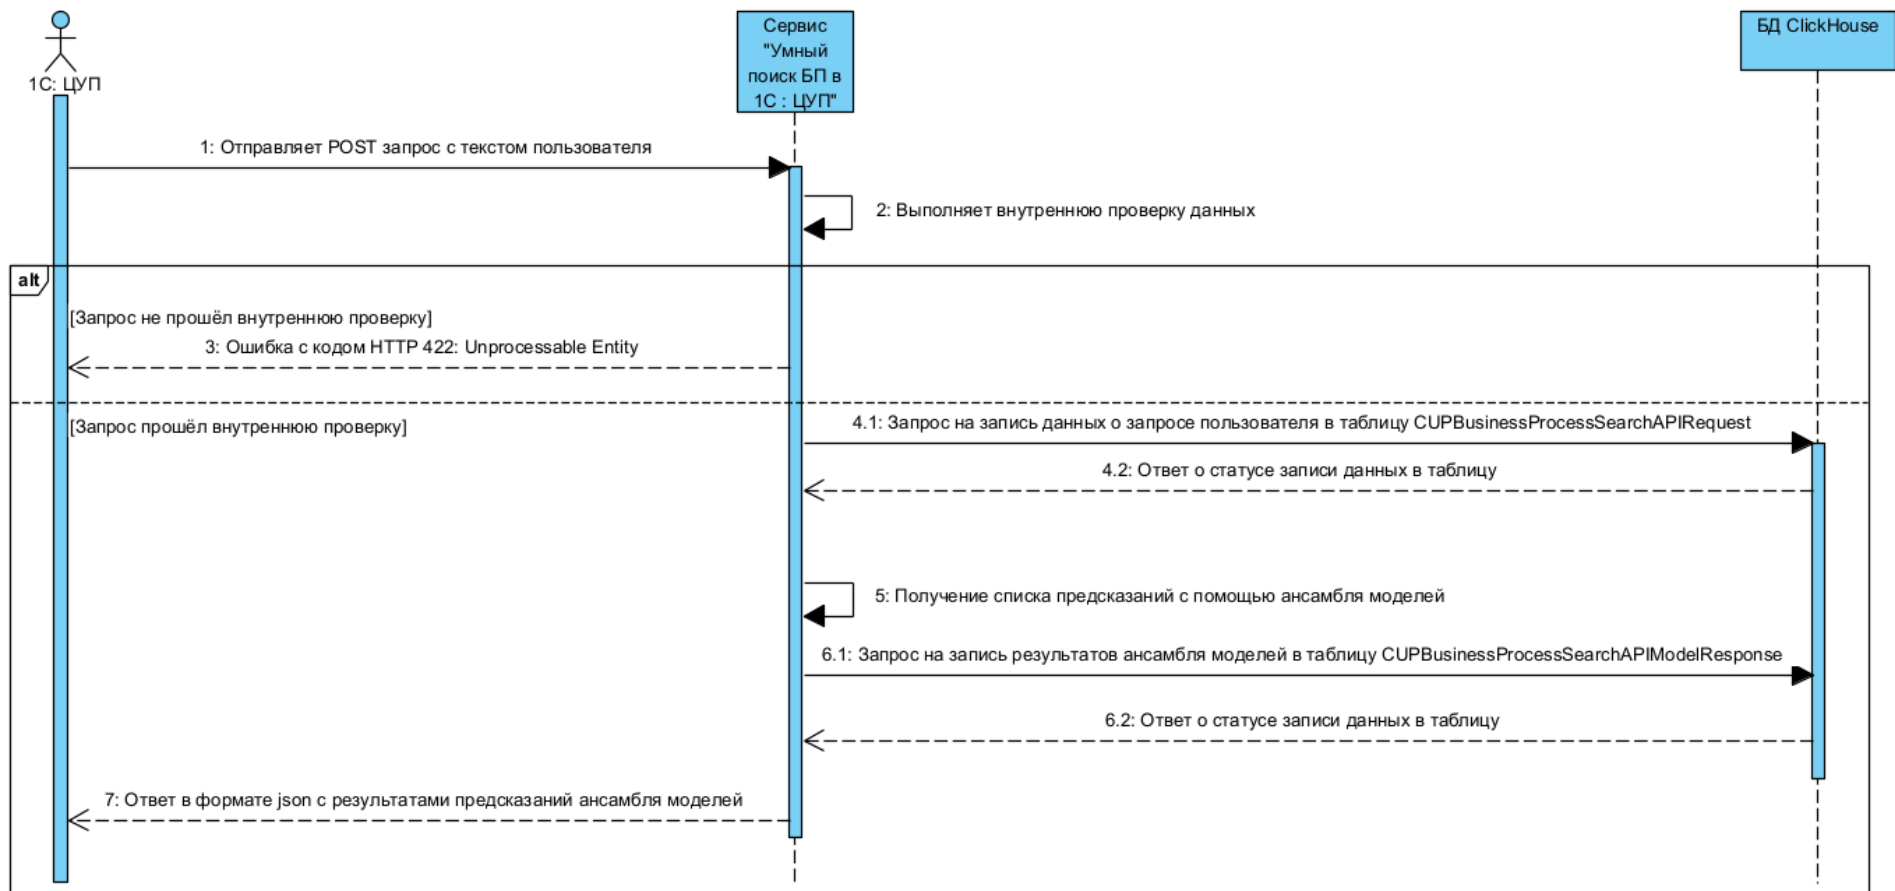 1С: ЦУП
Сервис
"Умный
поиск БП в
1С : ЦУП"
БД ClickHouse
1: Отправляет POST запрос с текстом пользователя
2: Выполняет внутреннюю проверку данных
alt
[Запрос не прошёл внутреннюю проверку]
3: Ошибка с кодом HTTP 422: Unprocessable Entity
[Запрос прошёл внутреннюю проверку]
4.1: Запрос на запись данных о запросе пользователя в таблицу CUPBusinessProcessSearchAPIRequest
4.2: Ответ о статусе записи данных в таблицу
5: Получение списка предсказаний с помощью ансамбля моделей
6.1: Запрос на запись результатов ансамбля моделей в таблицу CUPBusinessProcessSearchAPIModelResponse
6.2: Ответ о статусе записи данных в таблицу
7: Ответ в формате json с результатами предсказаний ансамбля моделей